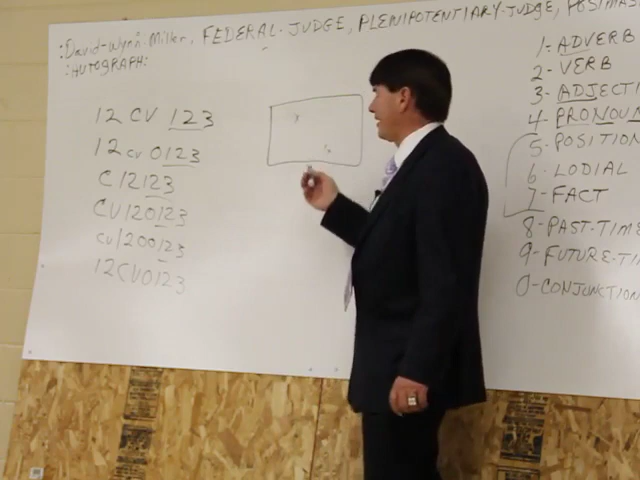 :David-Wynn: Miller, FEDERAL-JUDGE, PLENIPOTENTIARY-JUDGE, POSTMAS
:AUTOGRAPH:
12 CV 123
12 CV 0123
C12123
CV120123
CV1200123
12CV0123
1- ADVERB
2- VERB
3- ADJECTI
4- PRONOUN
5- POSITION
6- LODIAL
7- FACT
8- PAST-TIME
9- FUTURE-TI
0- CONJUNCTION